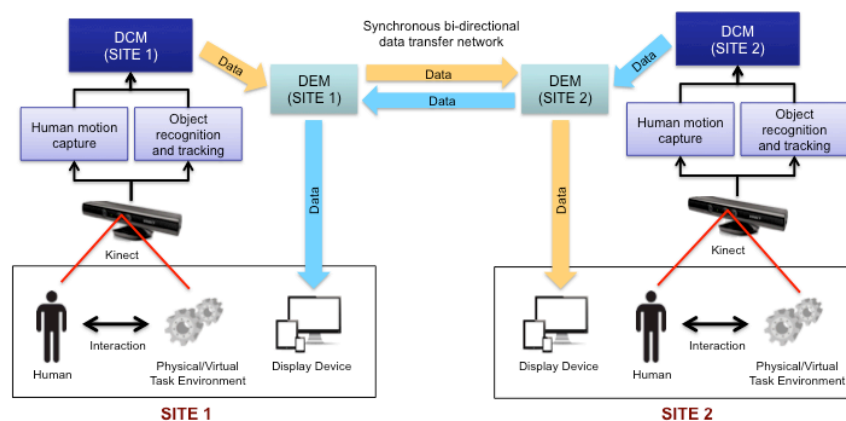 DCM
(SITE 1)
Data
Synchronous bi-directional
data transfer network
DEM
(SITE 1)
Data
Data
DEM
(SITE 2)
Data
DCM
(SITE 2)
Human motion
capture
Object
recognition
and tracking
Human motion
capture
Object
recognition
and tracking
Data
Data
Kinect
Kinect
Interaction
Human
Physical/Virtual
Task Environment
Display Device
Display Device
Interaction
Human
Physical/Virtual
Task Environment
SITE 1
SITE 2